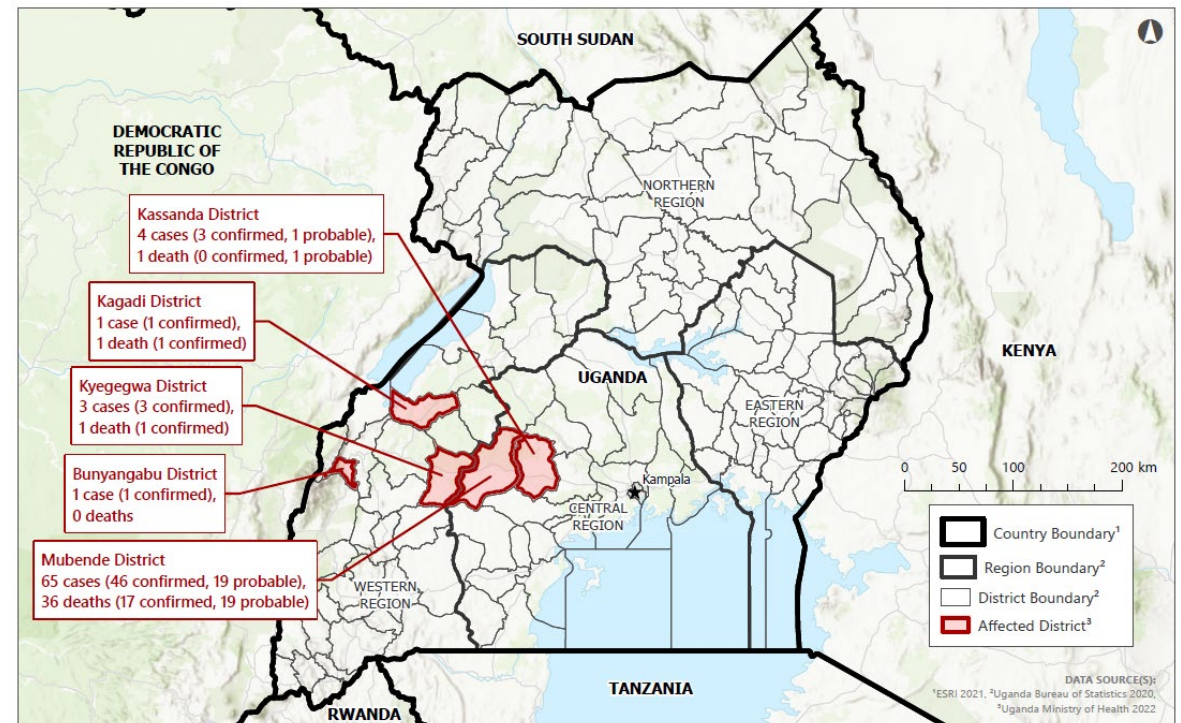 SOUTH SUDAN
DEMOCRATIC
REPUBLIC OF
THE CONGO
NORTHERN
REGION
Kassanda District
4 cases (3 confirmed, 1 probable),
1 death (0 confirmed, 1 probable)
Kagadi District
1 case (1 confirmed),
1 death (1 confirmed)
KENYA
UGANDA
Kyegegwa District
3 cases (3 confirmed),
1 death (1 confirmed)
EASTERN
REGION
Bunyangabu District
1 case (1 confirmed),
0 deaths
0 50 100 200 km
Kampala
CENTRAL
REGION
Mubende District
65 cases (46 confirmed, 19 probable),
36 deaths (17 confirmed, 19 probable)
WESTERN
REGION
Country Boundary¹
Region Boundary²
District Boundary²
Affected District³
TANZANIA
RWANDA
DATA SOURCE(S):
¹ESRI 2021, ²Uganda Bureau of Statistics 2020,
³Uganda Ministry of Health 2022